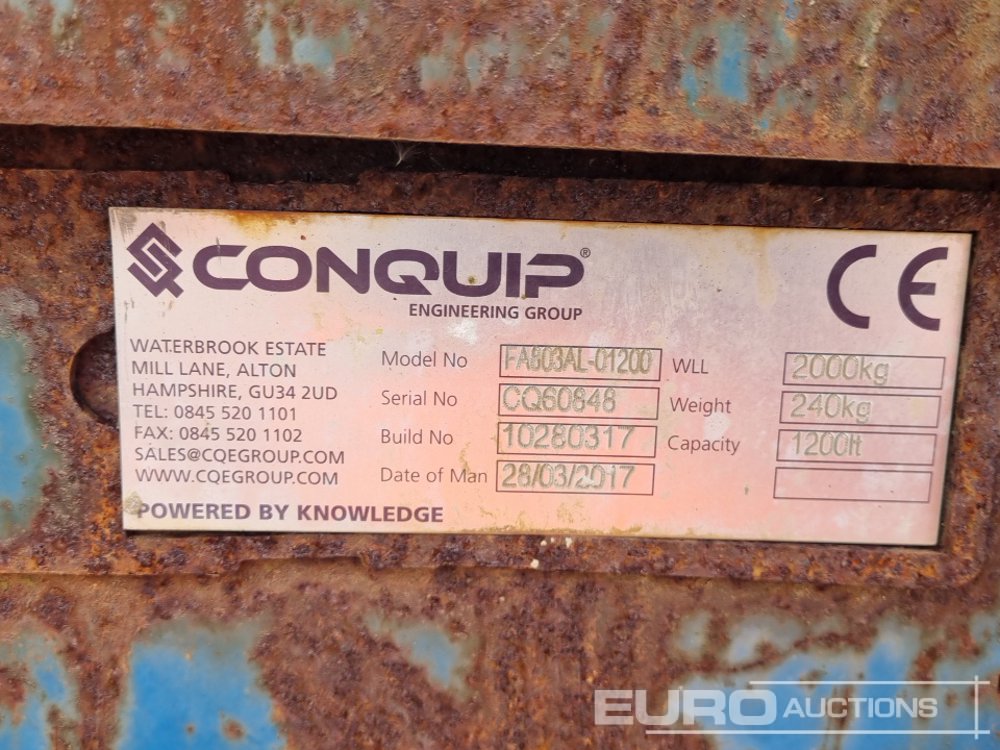 CONQUIP®
ENGINEERING GROUP
CE
WATERBROOK ESTATE
MILL LANE, ALTON
HAMPSHIRE, GU34 2UD
TEL: 0845 520 1101
FAX: 0845 520 1102
SALES@CQEGROUP.COM
WWW.CQEGROUP.COM
POWERED BY KNOWLEDGE
Model No FA803AL-01200
Serial No CQ60848
Build No 10280317
Date of Man 28/03/2017
WLL 2000kg
Weight 240kg
Capacity 1200lt
EURO AUCTIONS